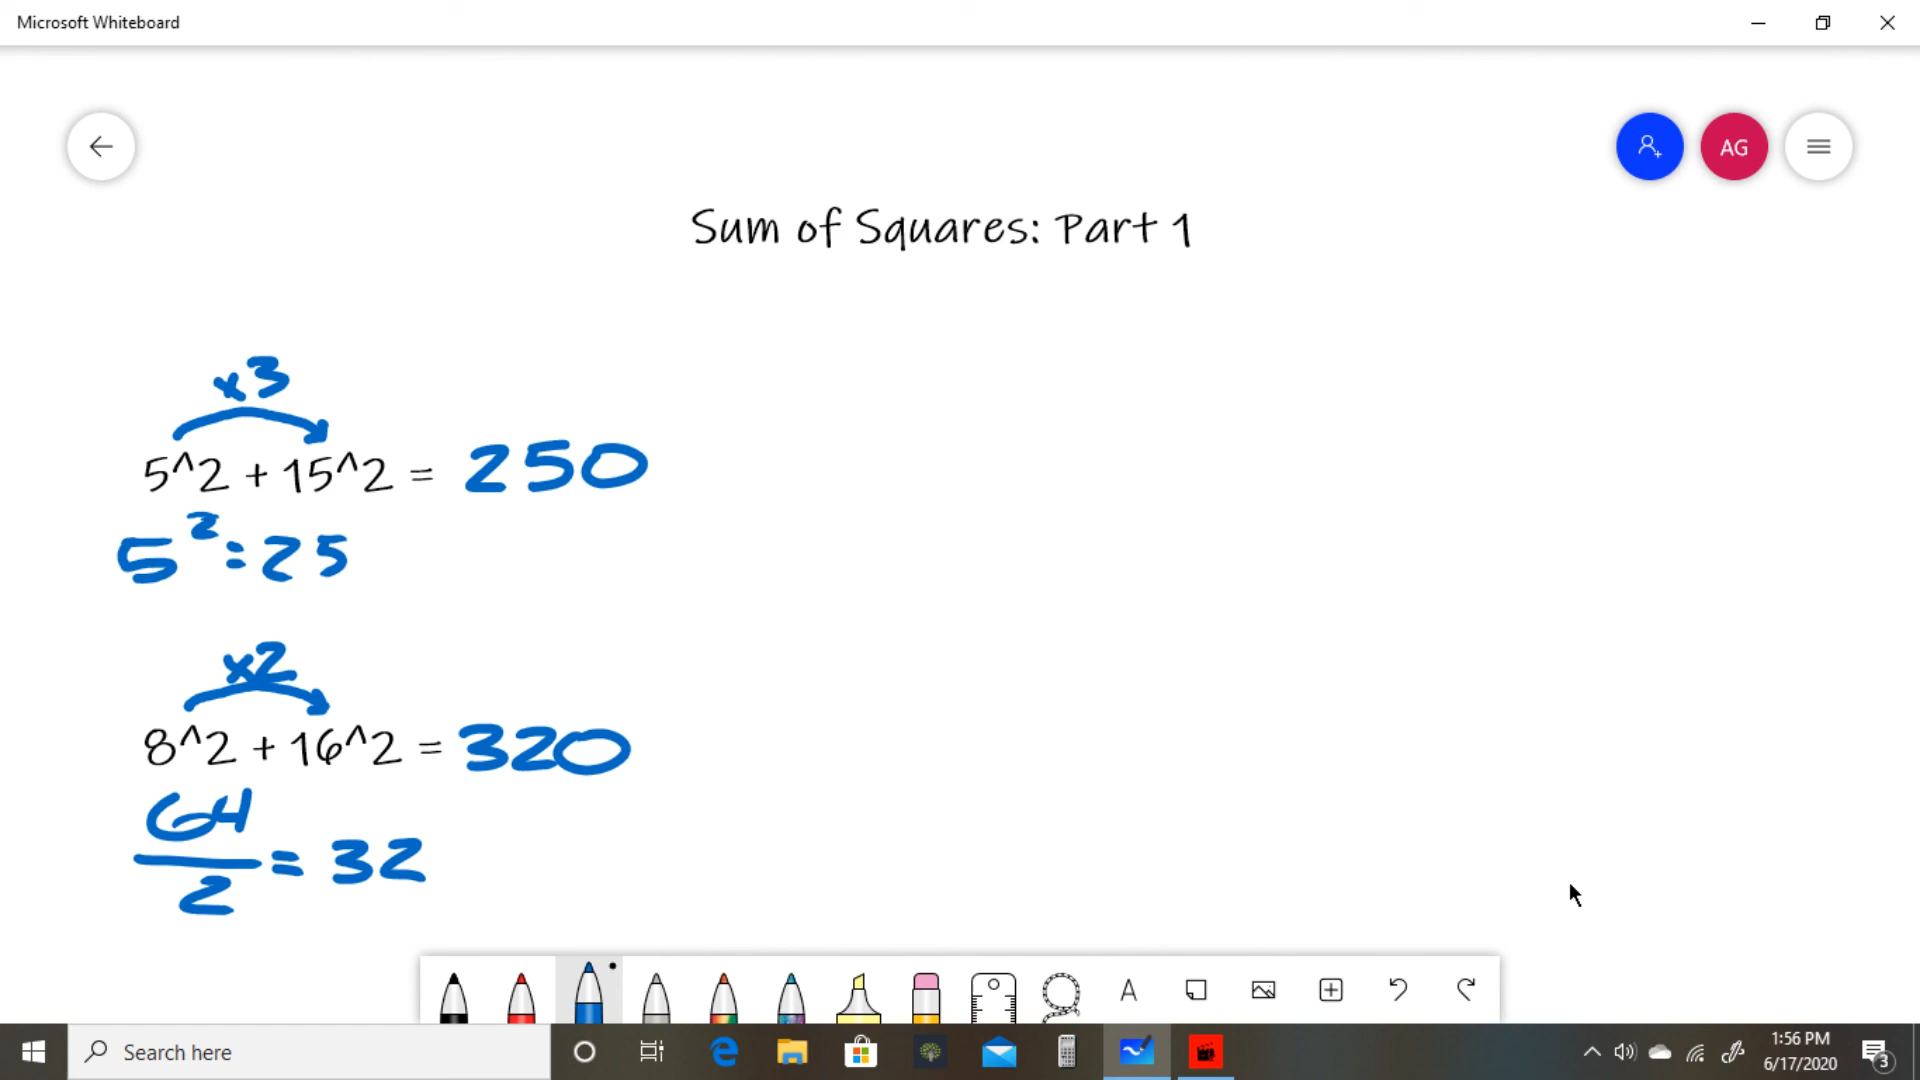 Microsoft Whiteboard
AG
Sum of Squares: Part 1
x3
5^2 + 15^2 = 250
5² = 25
x2
8^2 + 16^2 = 320
64
2
= 32
A
Search here
1:56 PM
6/17/2020
3